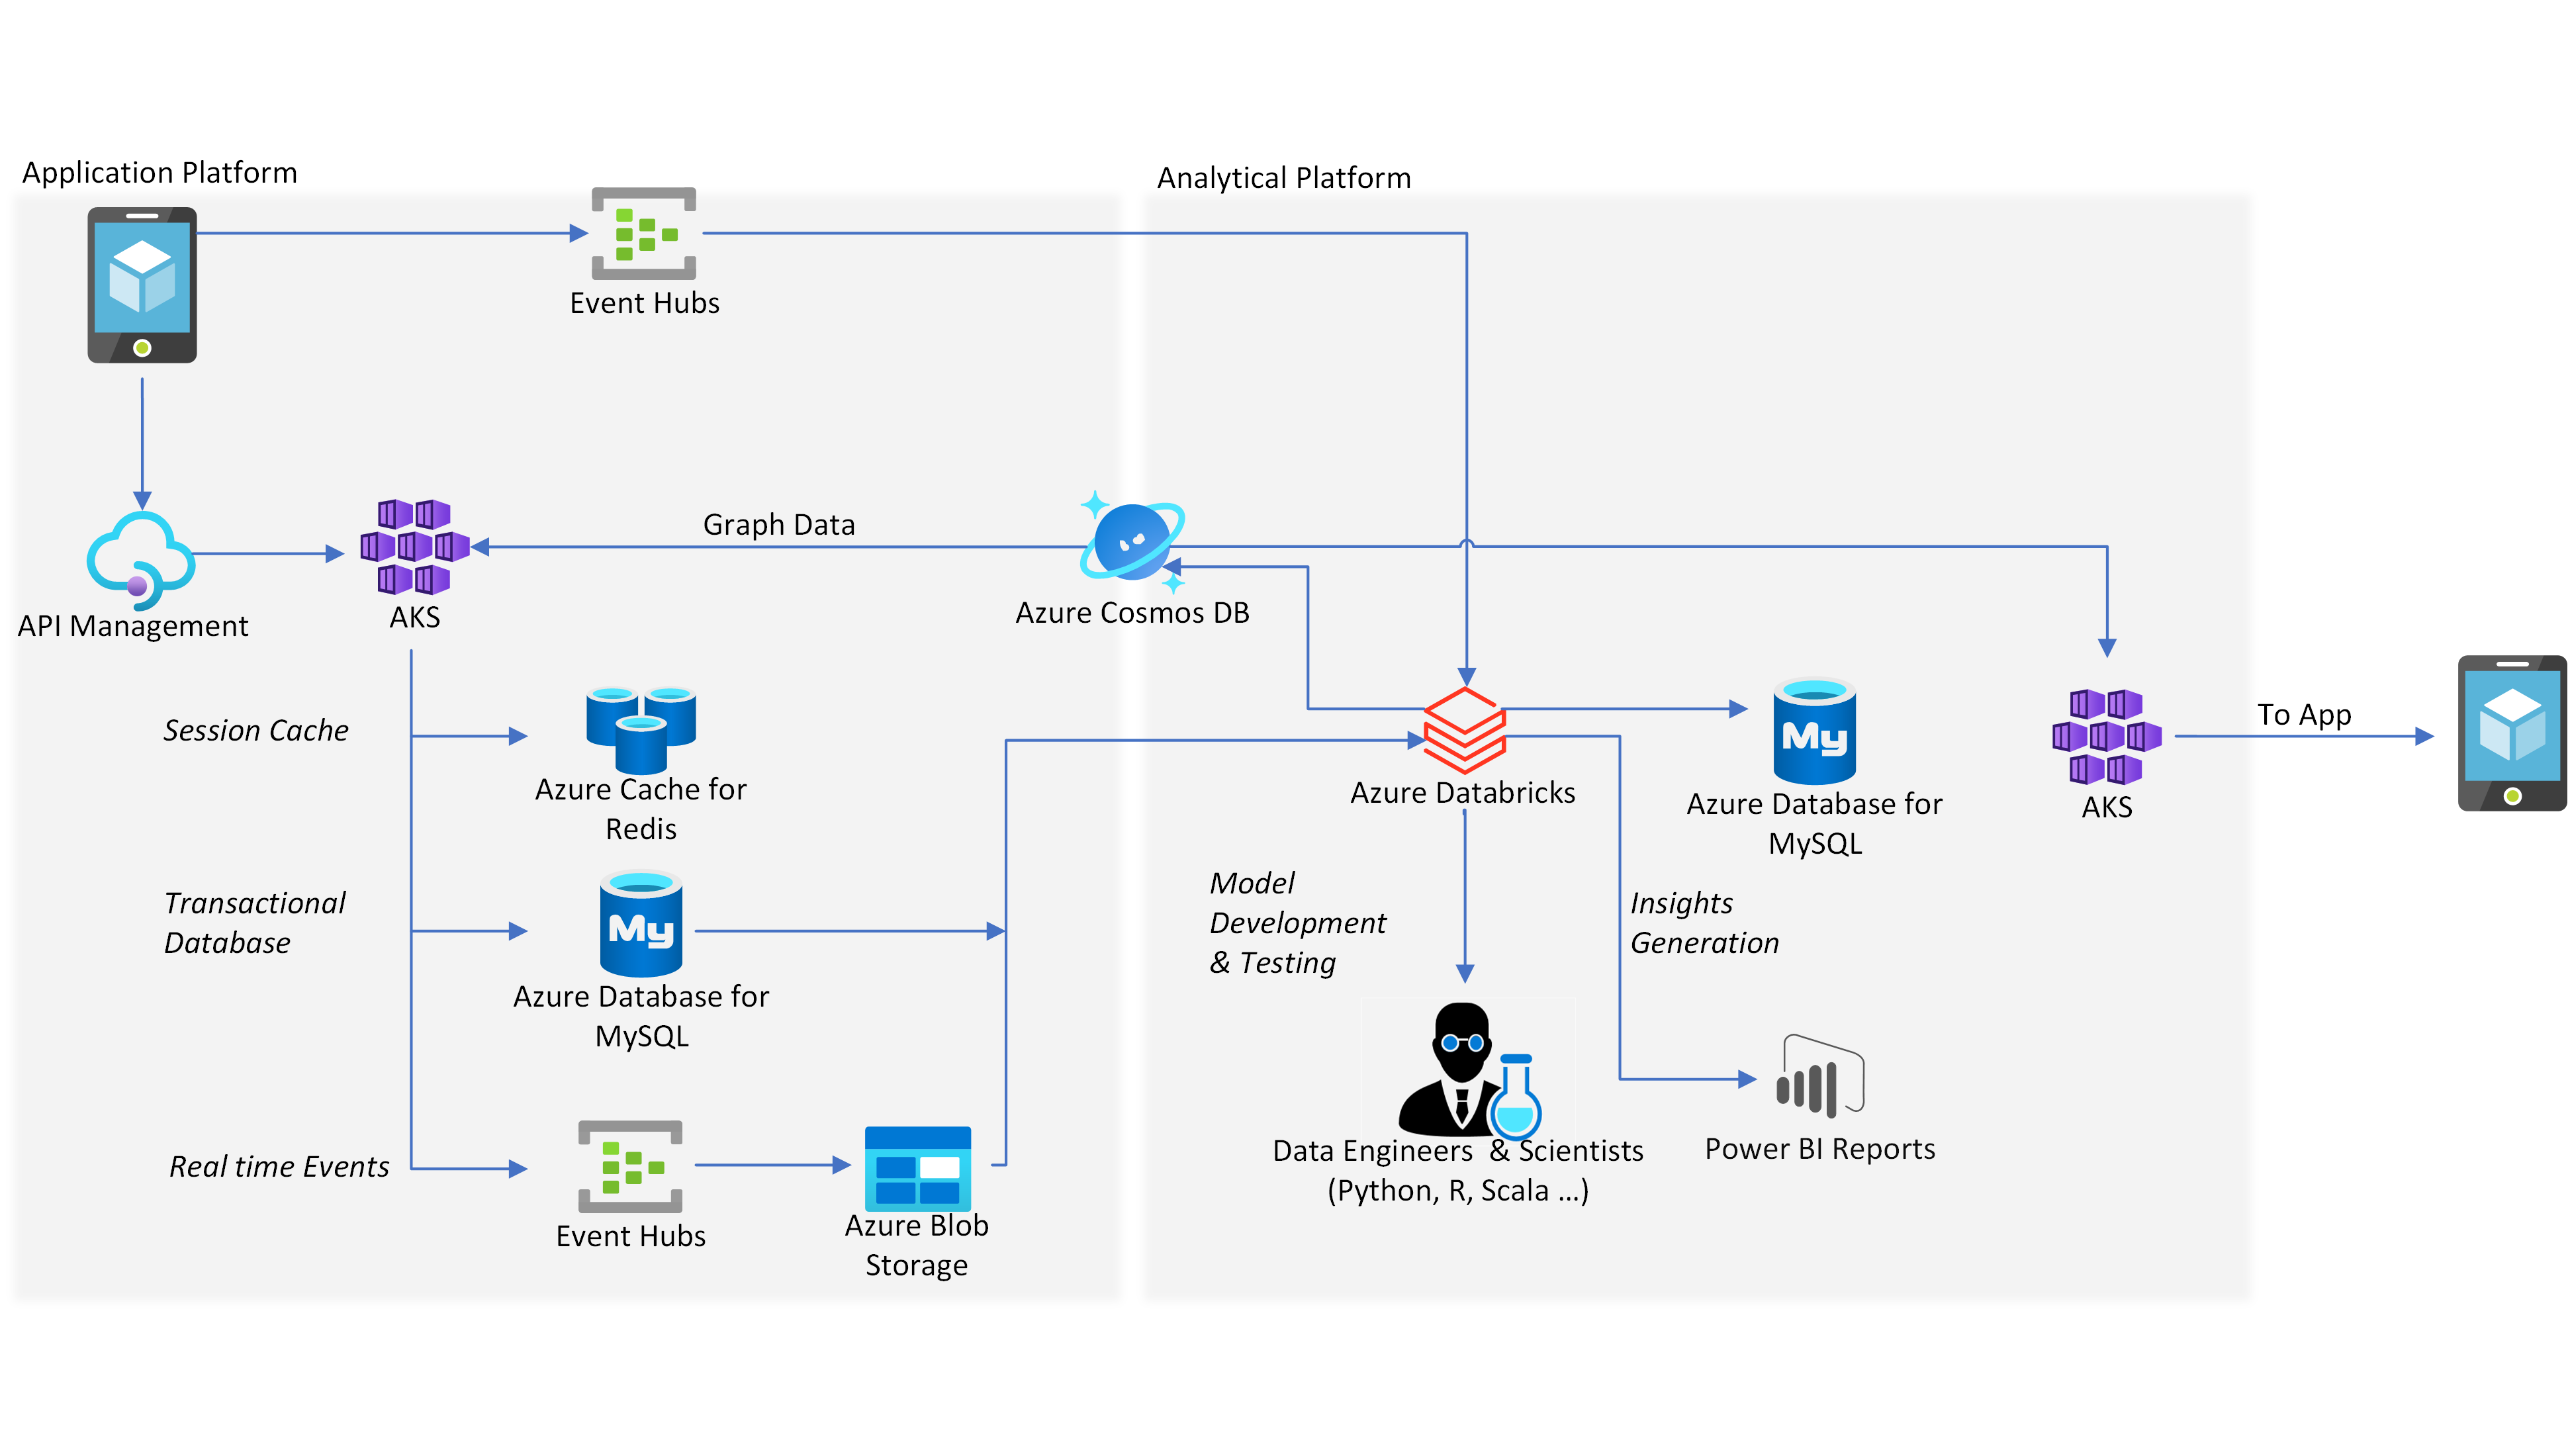 Application Platform
Analytical Platform
Event Hubs
Graph Data
API Management
AKS
Azure Cosmos DB
Session Cache
Azure Cache for
Redis
Transactional
Database
My
Azure Database for
MySQL
Real time Events
Event Hubs
Azure Blob
Storage
Azure Databricks
My
Azure Database for
MySQL
AKS
To App
Model
Development
& Testing
Insights
Generation
Data Engineers  & Scientists
(Python, R, Scala ...)
Power BI Reports